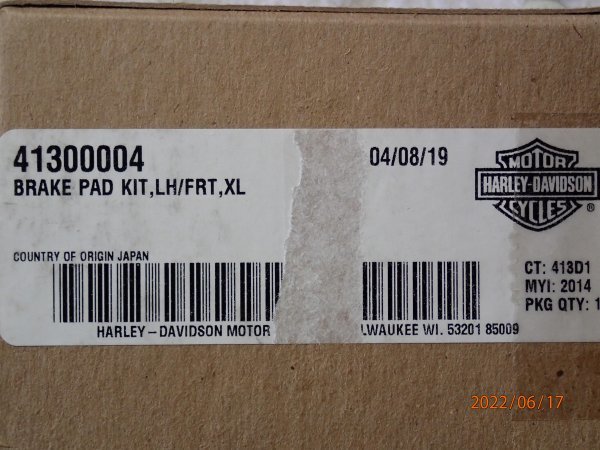 41300004
BRAKE PAD KIT,LH/FRT,XL
04/08/19
MOTOR
HARLEY-DAVIDSON
CYCLES
®
COUNTRY OF ORIGIN JAPAN
CT: 413D1
MYI: 2014
PKG QTY: 1
HARLEY-DAVIDSON MOTOR
LWAUKEE WI. 53201 85009
2022/06/17